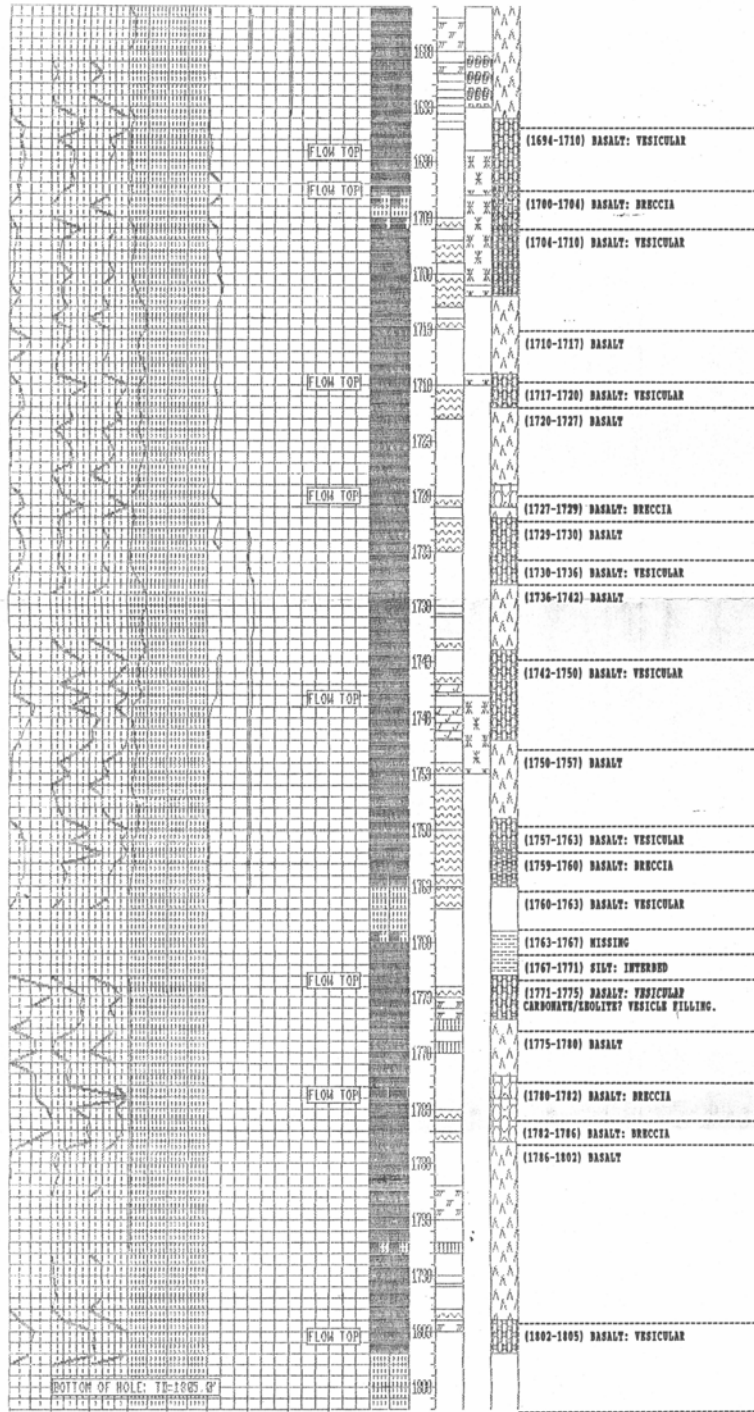 (1694-1710) BASALT: VESICULAR
FLOW TOP
FLOW TOP
(1700-1704) BASALT: BRECCIA
(1704-1710) BASALT: VESICULAR
1700
(1710-1717) BASALT
FLOW TOP
(1717-1720) BASALT: VESICULAR
(1720-1727) BASALT
FLOW TOP
(1727-1729) BASALT: BRECCIA
(1729-1730) BASALT
(1730-1736) BASALT: VESICULAR
(1736-1742) BASALT
(1742-1750) BASALT: VESICULAR
FLOW TOP
(1750-1757) BASALT
(1757-1763) BASALT: VESICULAR
(1759-1760) BASALT: BRECCIA
(1760-1763) BASALT: VESICULAR
(1763-1767) MISSING
(1767-1771) SILT: INTERBED
FLOW TOP
(1771-1775) BASALT: VESICULAR
CARBONATE/ZEOLITE? VESICLE FILLING.
(1775-1780) BASALT
FLOW TOP
(1780-1782) BASALT: BRECCIA
(1782-1786) BASALT: BRECCIA
(1786-1802) BASALT
FLOW TOP
(1802-1805) BASALT: VESICULAR
BOTTOM OF HOLE: TD=1805.0'